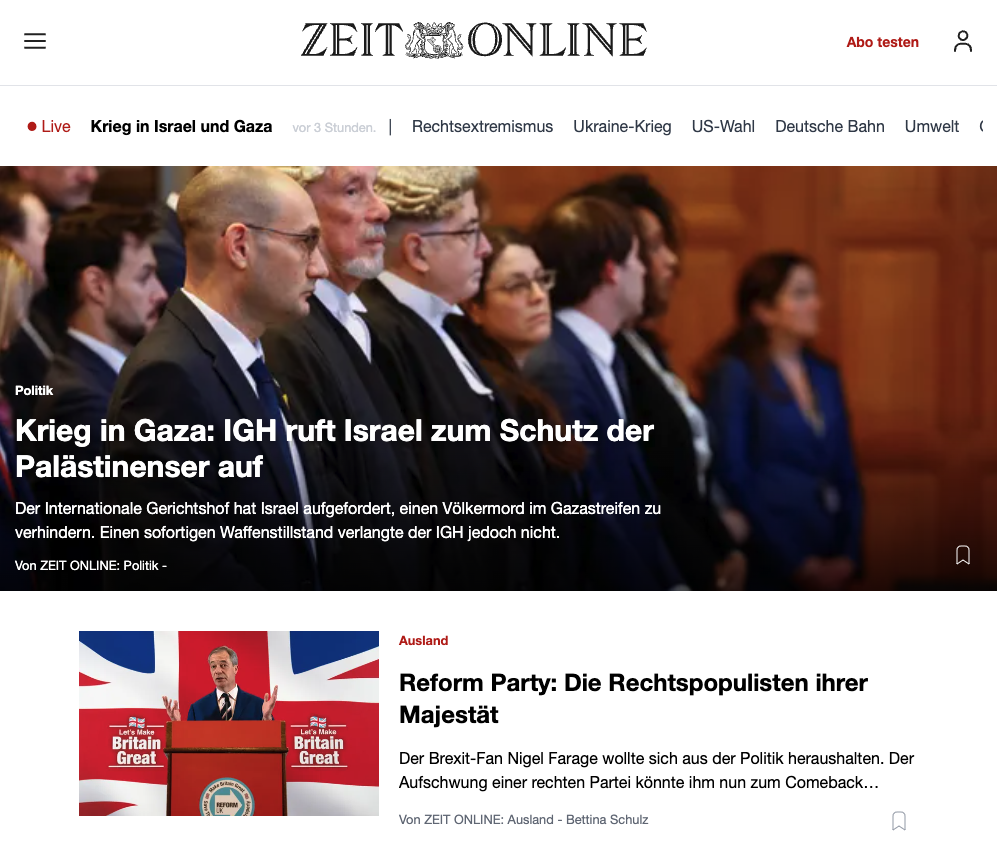 ZEIT ONLINE
Abo testen
Live Krieg in Israel und Gaza vor 3 Stunden. | Rechtsextremismus Ukraine-Krieg US-Wahl Deutsche Bahn Umwelt
Politik
Krieg in Gaza: IGH ruft Israel zum Schutz der
Palästinenser auf
Der Internationale Gerichtshof hat Israel aufgefordert, einen Völkermord im Gazastreifen zu
verhindern. Einen sofortigen Waffenstillstand verlangte der IGH jedoch nicht.
Von ZEIT ONLINE: Politik -
Let's Make
Britain
Great
Let's Make
Britain
Great
Make Britain Great
REFORM
UK
Ausland
Reform Party: Die Rechtspopulisten ihrer
Majestät
Der Brexit-Fan Nigel Farage wollte sich aus der Politik heraushalten. Der
Aufschwung einer rechten Partei könnte ihm nun zum Comeback…
Von ZEIT ONLINE: Ausland - Bettina Schulz